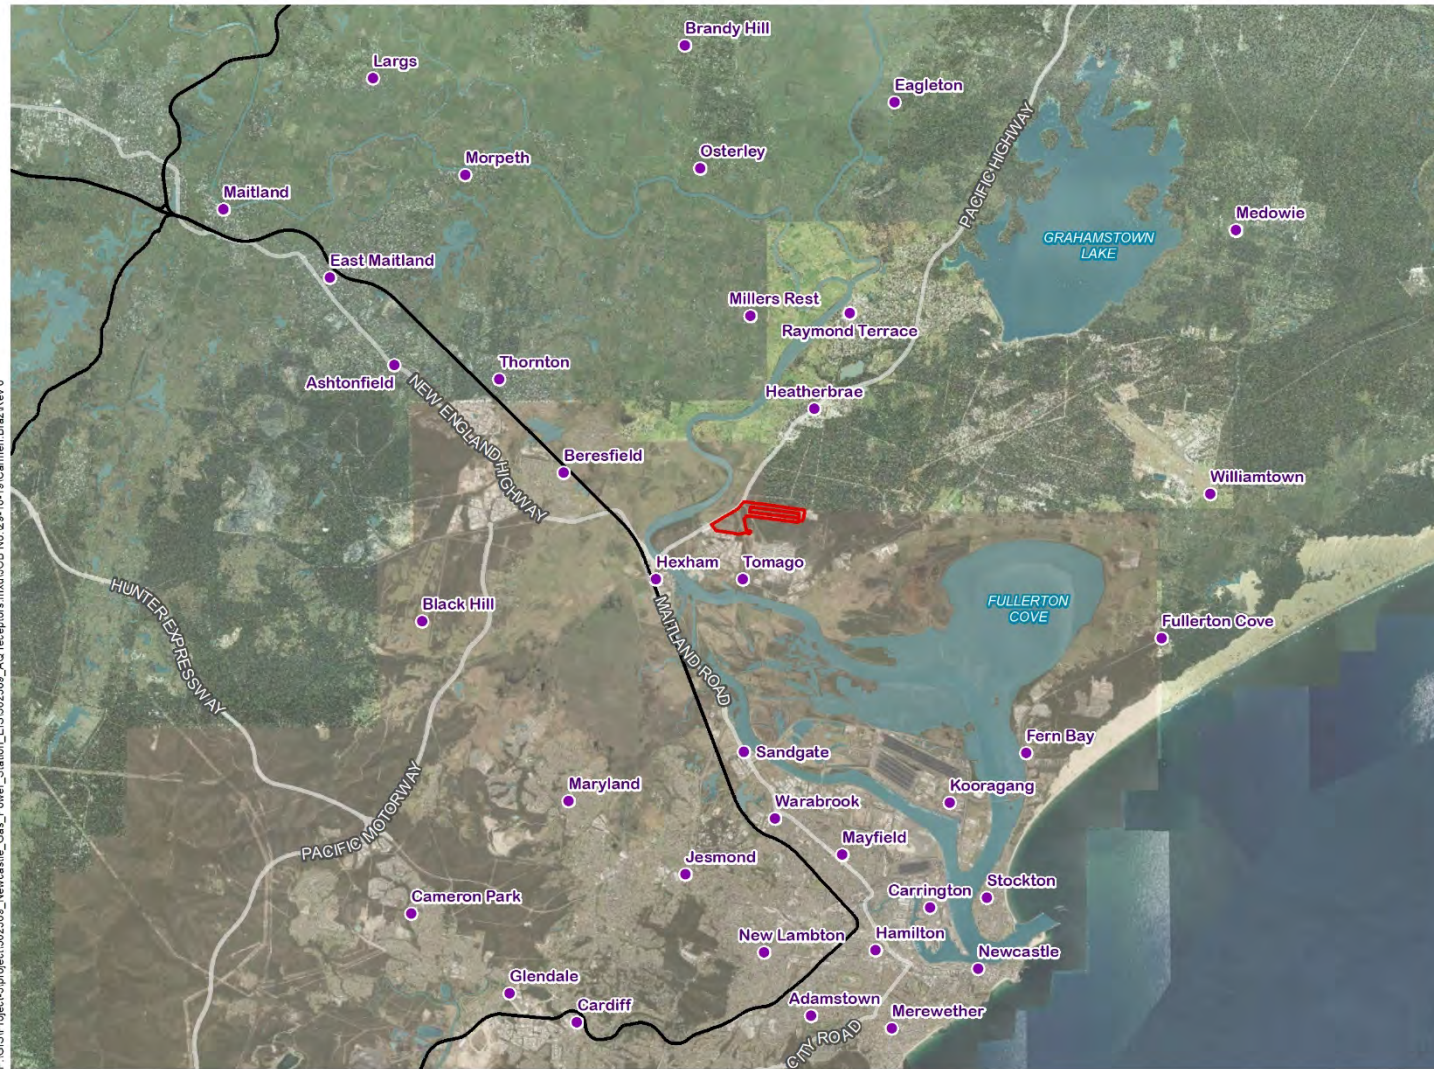 Brandy Hill
Largs
Eagleton
PACIFIC HIGHWAY
Osterley
Morpeth
Maitland
Medowie
GRAHAMSTOWN
LAKE
East Maitland
Millers Rest
Raymond Terrace
Thornton
Ashtonfield
NEW ENGLAND HIGHWAY
Heatherbrae
Beresfield
Williamtown
Hexham
Tomago
HUNTER EXPRESSWAY
Black Hill
MAITLAND ROAD
FULLERTON
COVE
Fullerton Cove
Fern Bay
Sandgate
Maryland
Kooragang
Warabrook
PACIFIC MOTORWAY
Mayfield
Jesmond
Stockton
Carrington
Cameron Park
New Lambton
Hamilton
Newcastle
Glendale
Cardiff
Adamstown
Merewether
CITY ROAD